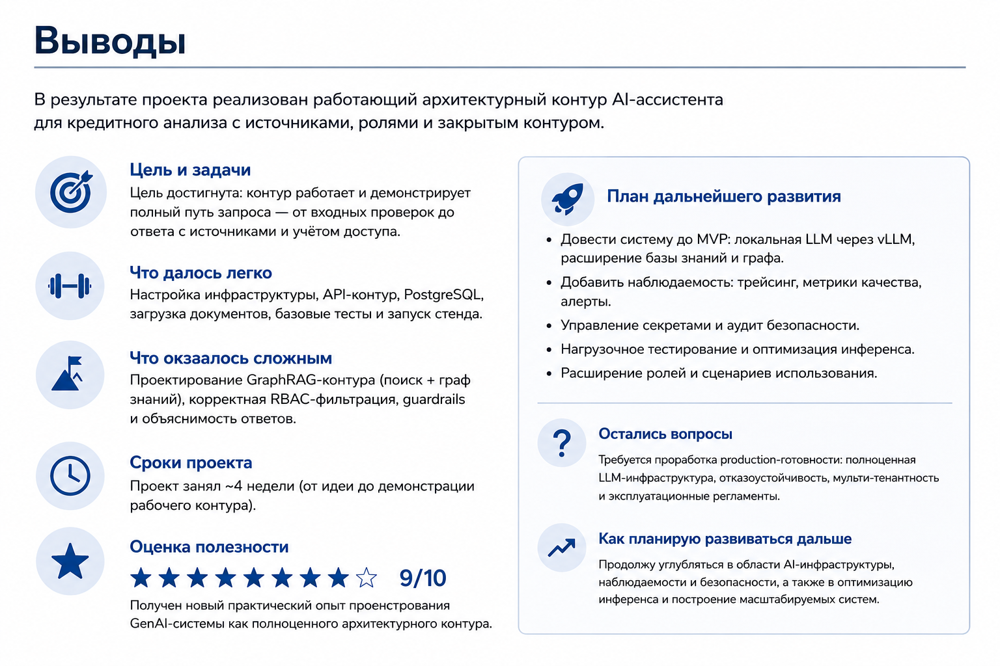 Выводы
В результате проекта реализован работающий архитектурный контур AI-ассистента
для кредитного анализа с источниками, ролями и закрытым контуром.
Цель и задачи
Цель достигнута: контур работает и демонстрирует
полный путь запроса — от входных проверок до
ответа с источниками и учётом доступа.
Что далось легко
Настройка инфраструктуры, API-контур, PostgreSQL,
загрузка документов, базовые тесты и запуск стенда.
Что окзаалось сложным
Проектирование GraphRAG-контура (поиск + граф
знаний), корректная RBAC-фильтрация, guardrails
и объяснимость ответов.
Сроки проекта
Проект занял ~4 недели (от идеи до демонстрации
рабочего контура).
Оценка полезности
9/10
Получен новый практический опыт проенстрования
GenAI-системы как полноценного архитектурного контура.
План дальнейшего развития
• Довести систему до MVP: локальная LLM через vLLM,
расширение базы знаний и графа.
• Добавить наблюдаемость: трейсинг, метрики качества,
алерты.
• Управление секретами и аудит безопасности.
• Нагрузочное тестирование и оптимизация инференса.
• Расширение ролей и сценариев использования.
Остались вопросы
Требуется проработка production-готовности: полноценная
LLM-инфраструктура, отказоустойчивость, мульти-тенантность
и эксплуатационные регламенты.
Как планирую развиваться дальше
Продолжу углубляться в области AI-инфраструктуры,
наблюдаемости и безопасности, а также в оптимизацию
инференса и построение масштабируемых систем.